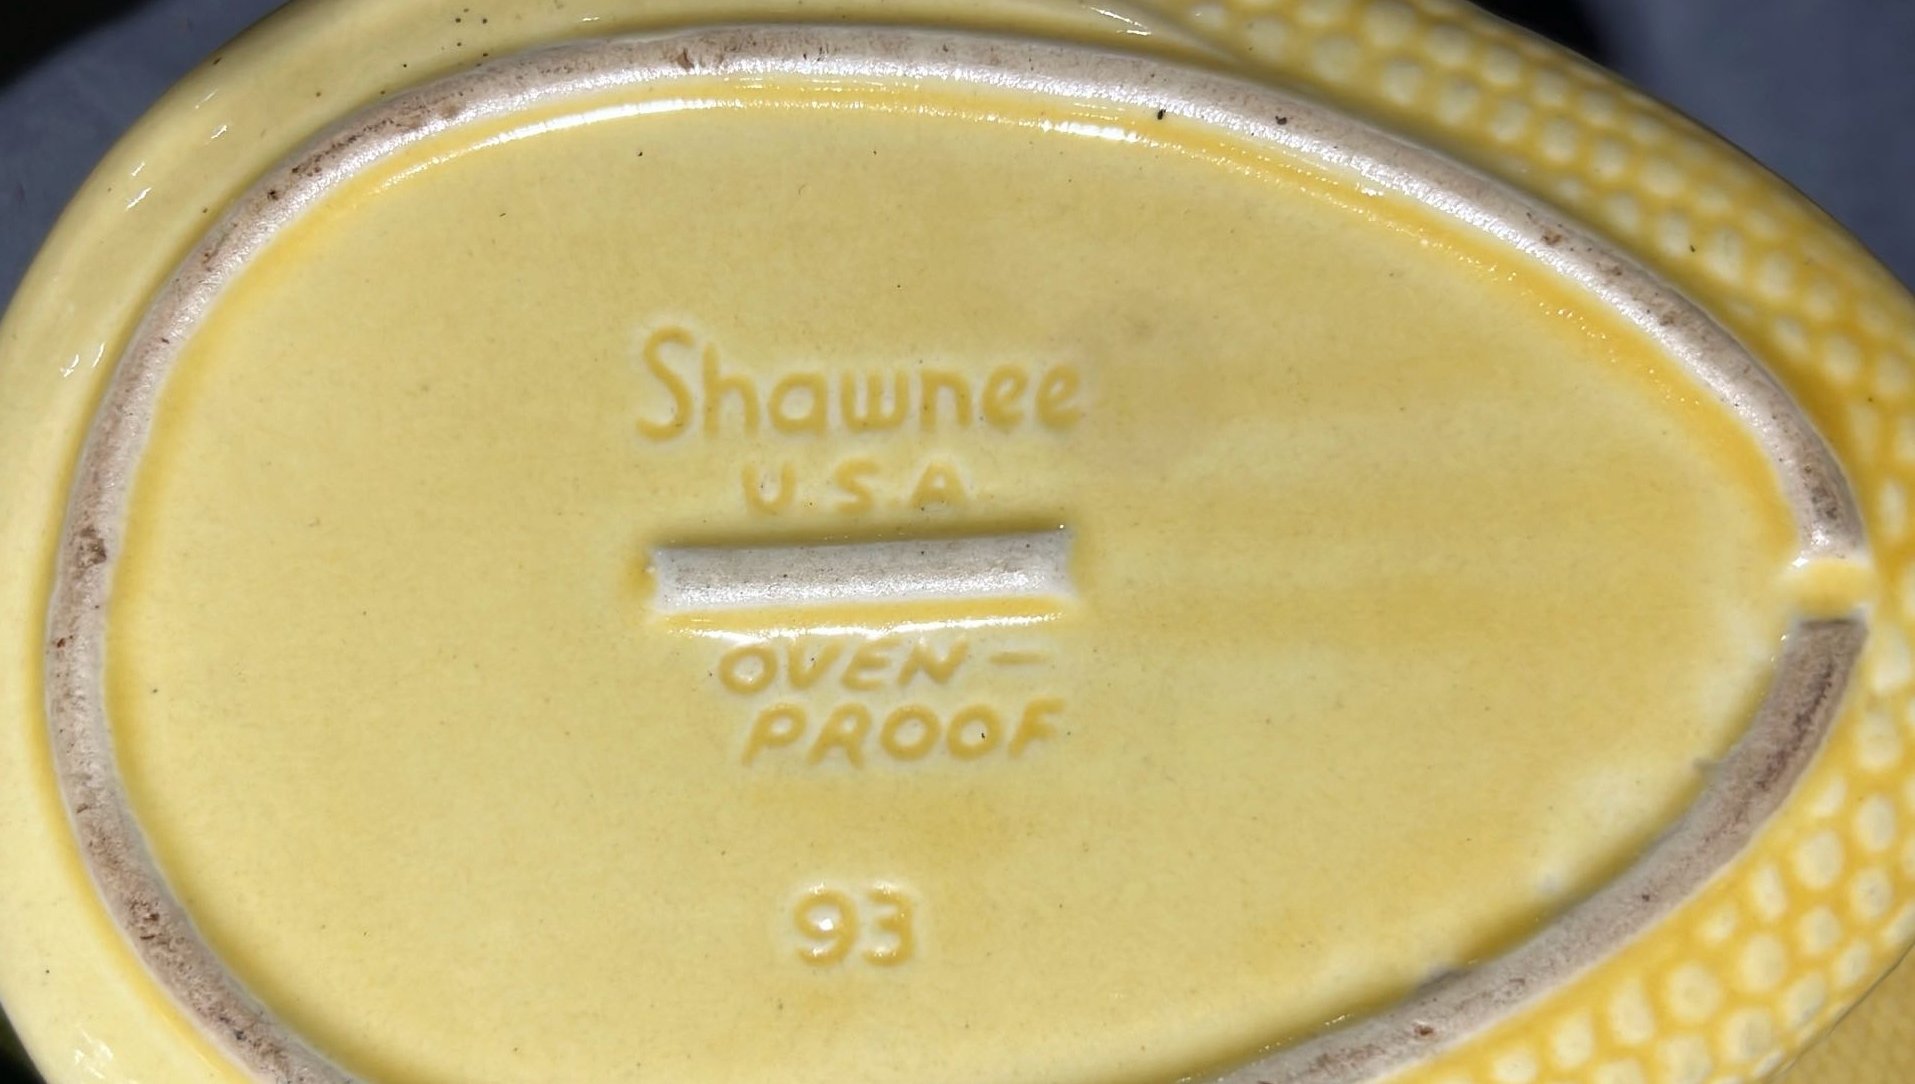 Shawnee
U.S.A
OVEN-
PROOF
93